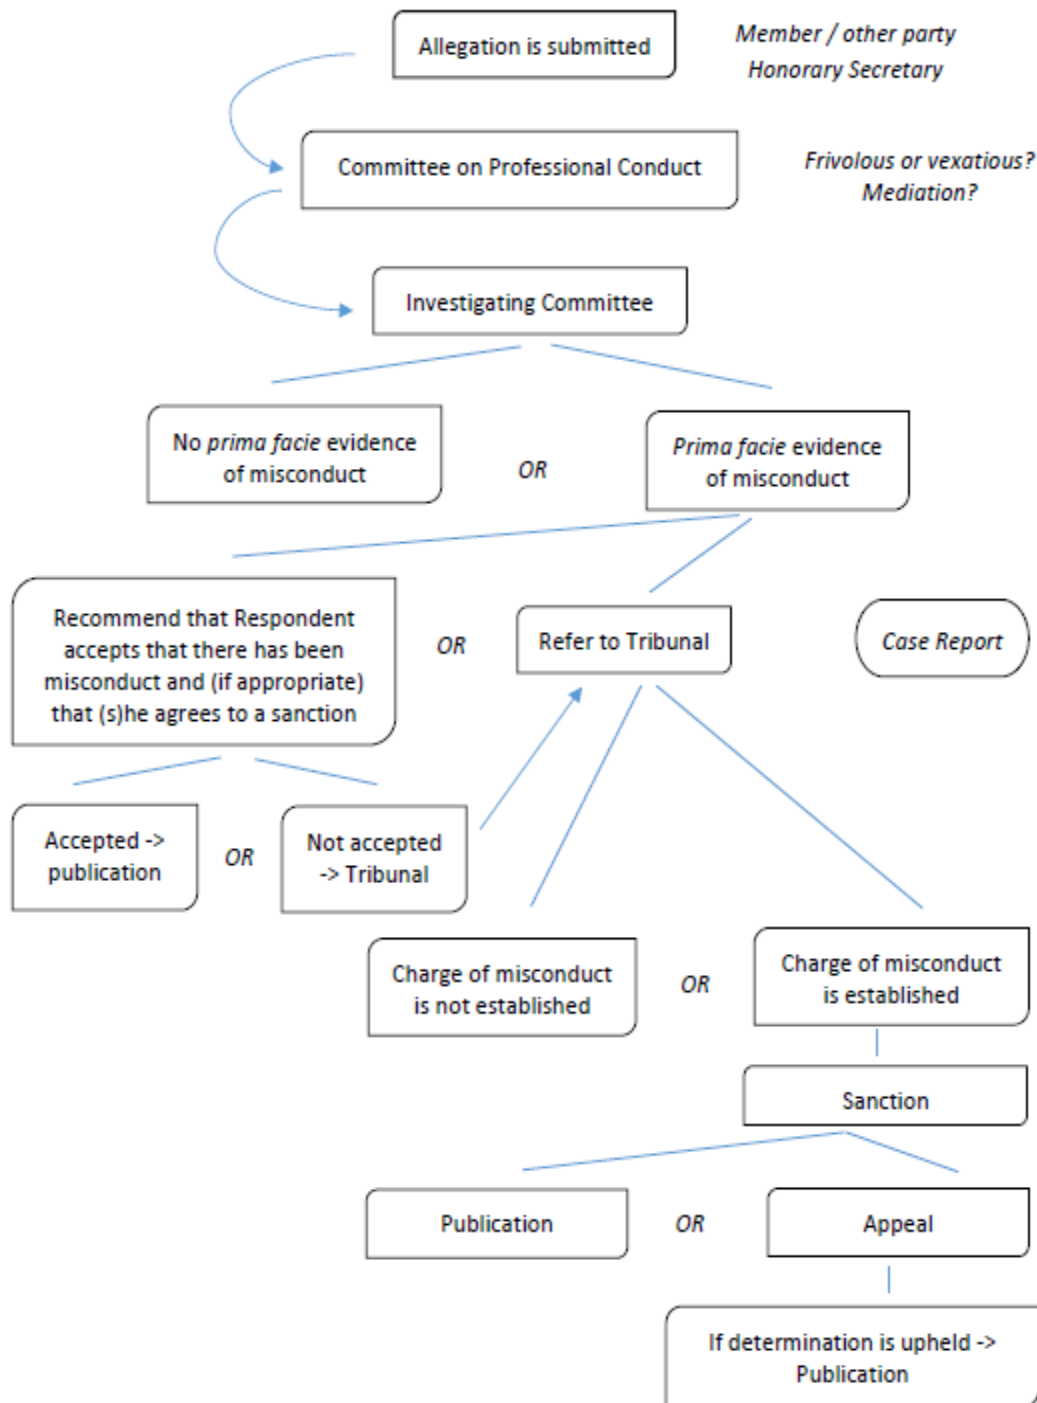 Allegation is submitted
Member / other party
Honorary Secretary
Committee on Professional Conduct
Frivolous or vexatious?
Mediation?
Investigating Committee
No prima facie evidence
of misconduct
OR
Prima facie evidence
of misconduct
Recommend that Respondent
accepts that there has been
misconduct and (if appropriate)
that (s)he agrees to a sanction
OR
Refer to Tribunal
Case Report
Accepted ->
publication
OR
Not accepted
-> Tribunal
Charge of misconduct
is not established
OR
Charge of misconduct
is established
Sanction
Publication
OR
Appeal
If determination is upheld ->
Publication